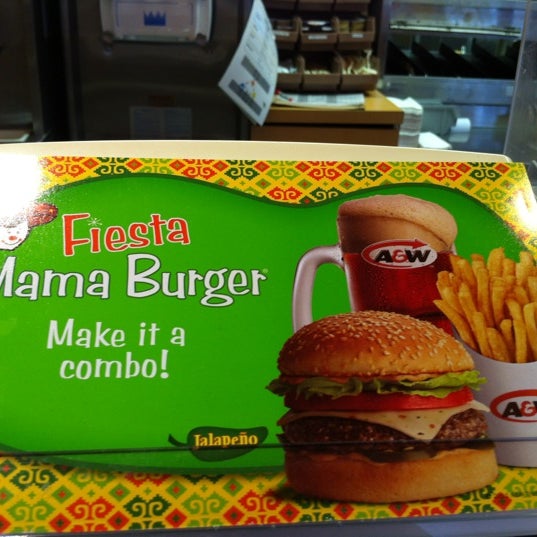 Fiesta
Mama Burger
Make it a
combo!
Jalapeño
A&W
A&W